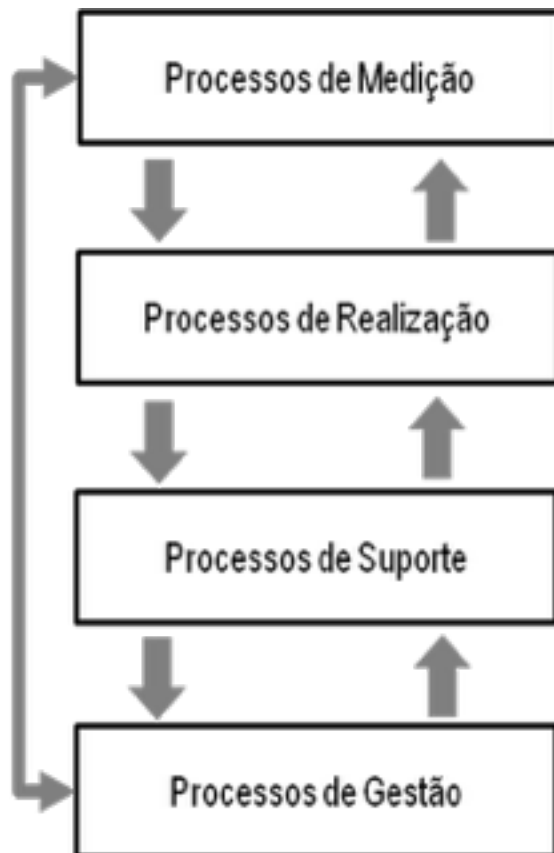 Processos de Medição
Processos de Realização
Processos de Suporte
Processos de Gestão